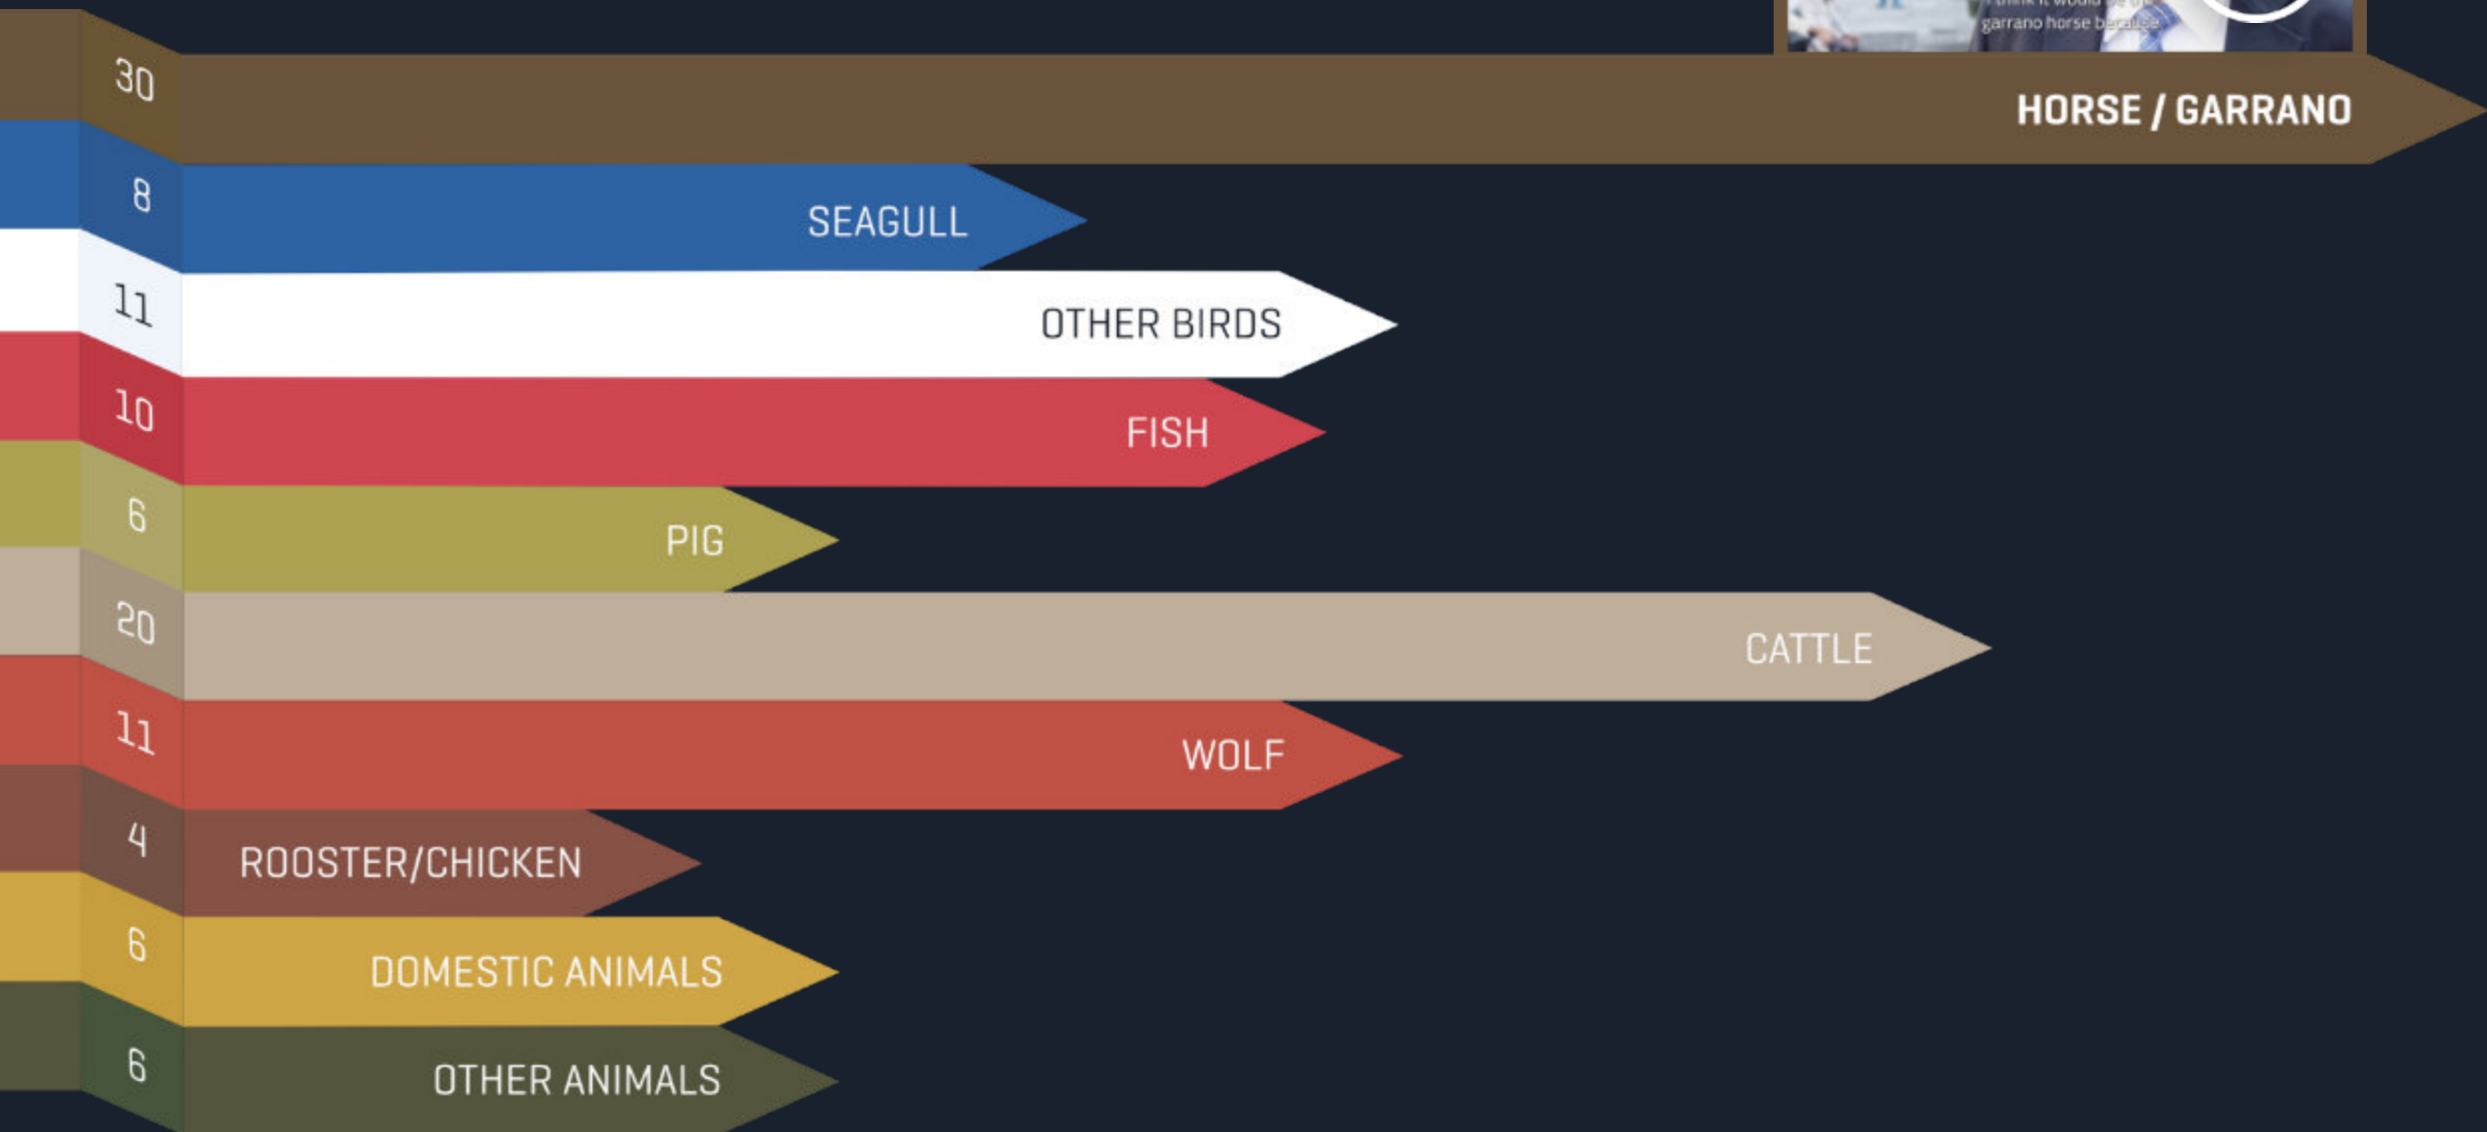 garrano horse because
30
HORSE / GARRANO
8
SEAGULL
11
OTHER BIRDS
10
FISH
6
PIG
20
CATTLE
11
WOLF
4
ROOSTER/CHICKEN
6
DOMESTIC ANIMALS
6
OTHER ANIMALS